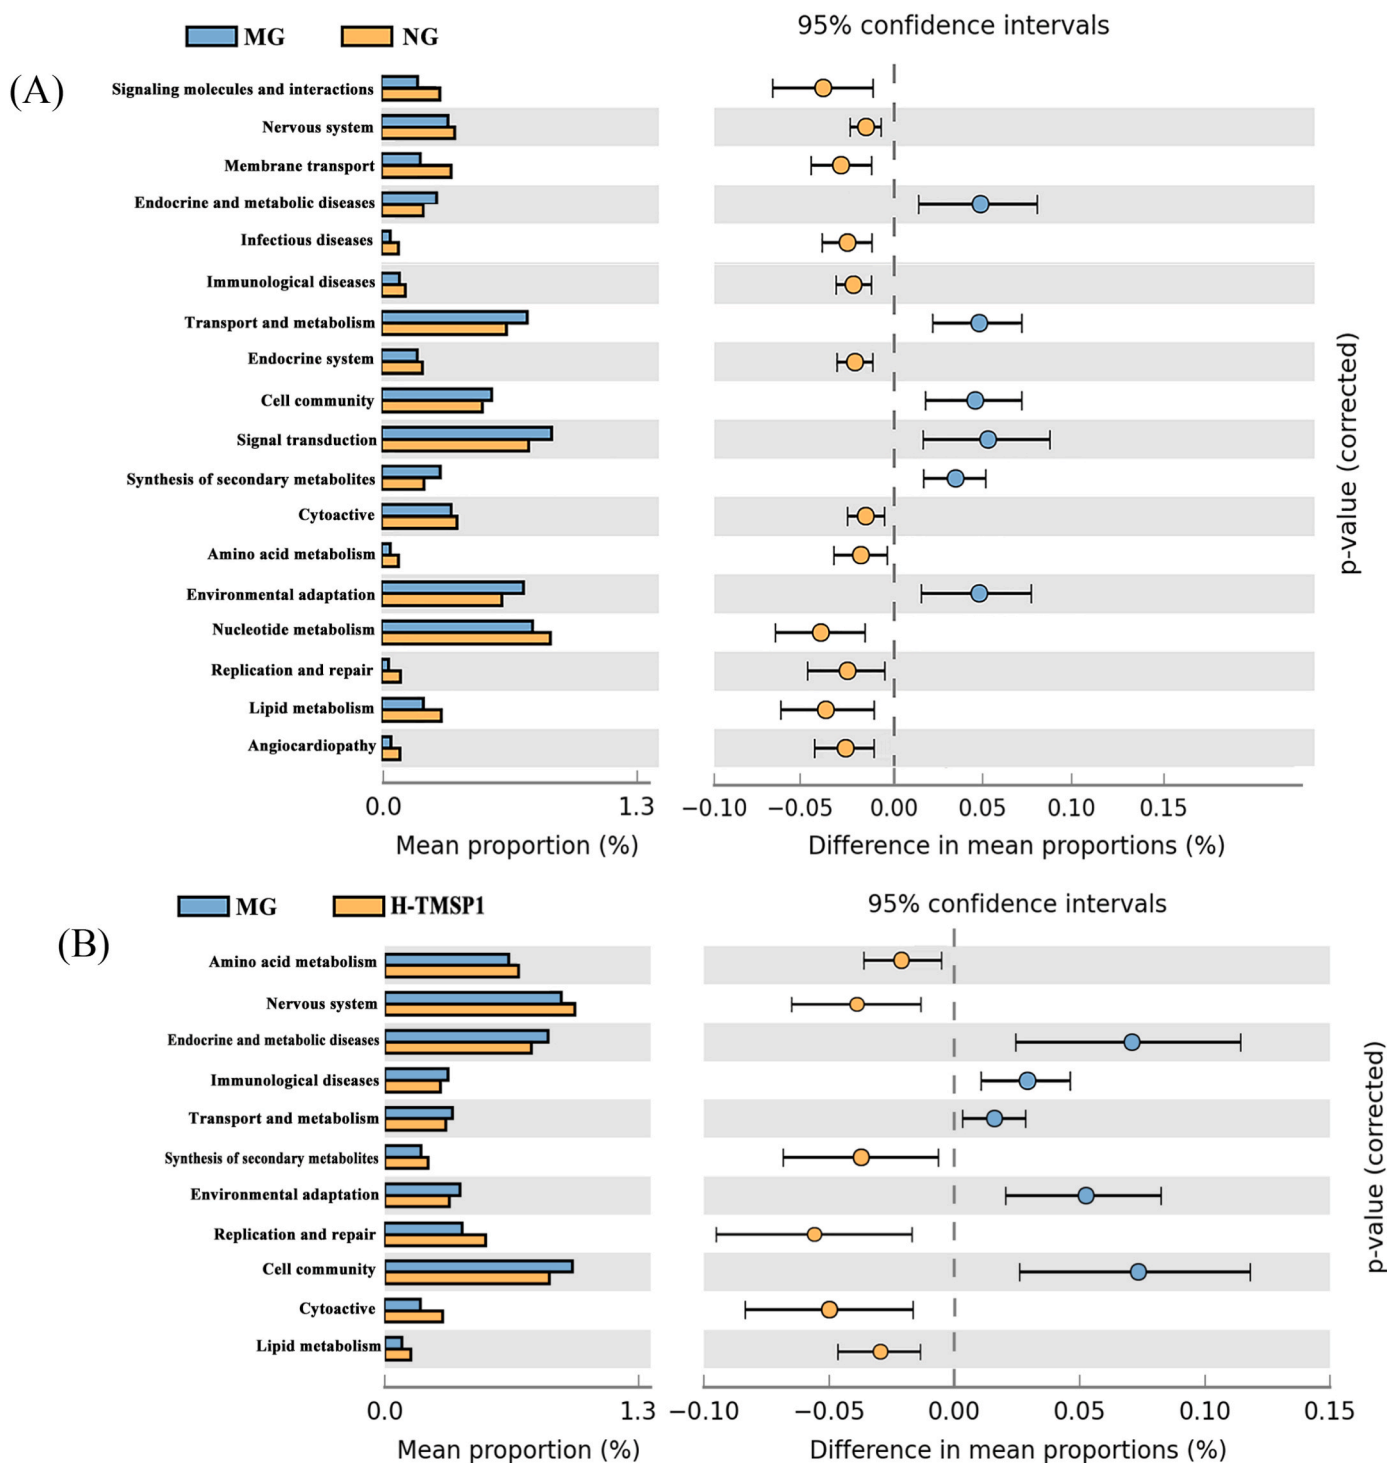 MG NG
95% confidence intervals
(A)
Signaling molecules and interactions
Nervous system
Membrane transport
Endocrine and metabolic diseases
Infectious diseases
Immunological diseases
Transport and metabolism
Endocrine system
Cell community
Signal transduction
Synthesis of secondary metabolites
Cytoactive
Amino acid metabolism
Environmental adaptation
Nucleotide metabolism
Replication and repair
Lipid metabolism
Angiocardiopathy
p-value (corrected)
0.0 1.3 −0.10 −0.05 0.00 0.05 0.10 0.15
Mean proportion (%) Difference in mean proportions (%)
MG H-TMSP1
95% confidence intervals
(B)
Amino acid metabolism
Nervous system
Endocrine and metabolic diseases
Immunological diseases
Transport and metabolism
Synthesis of secondary metabolites
Environmental adaptation
Replication and repair
Cell community
Cytoactive
Lipid metabolism
p-value (corrected)
0.0 1.3 −0.10 −0.05 0.00 0.05 0.10 0.15
Mean proportion (%) Difference in mean proportions (%)